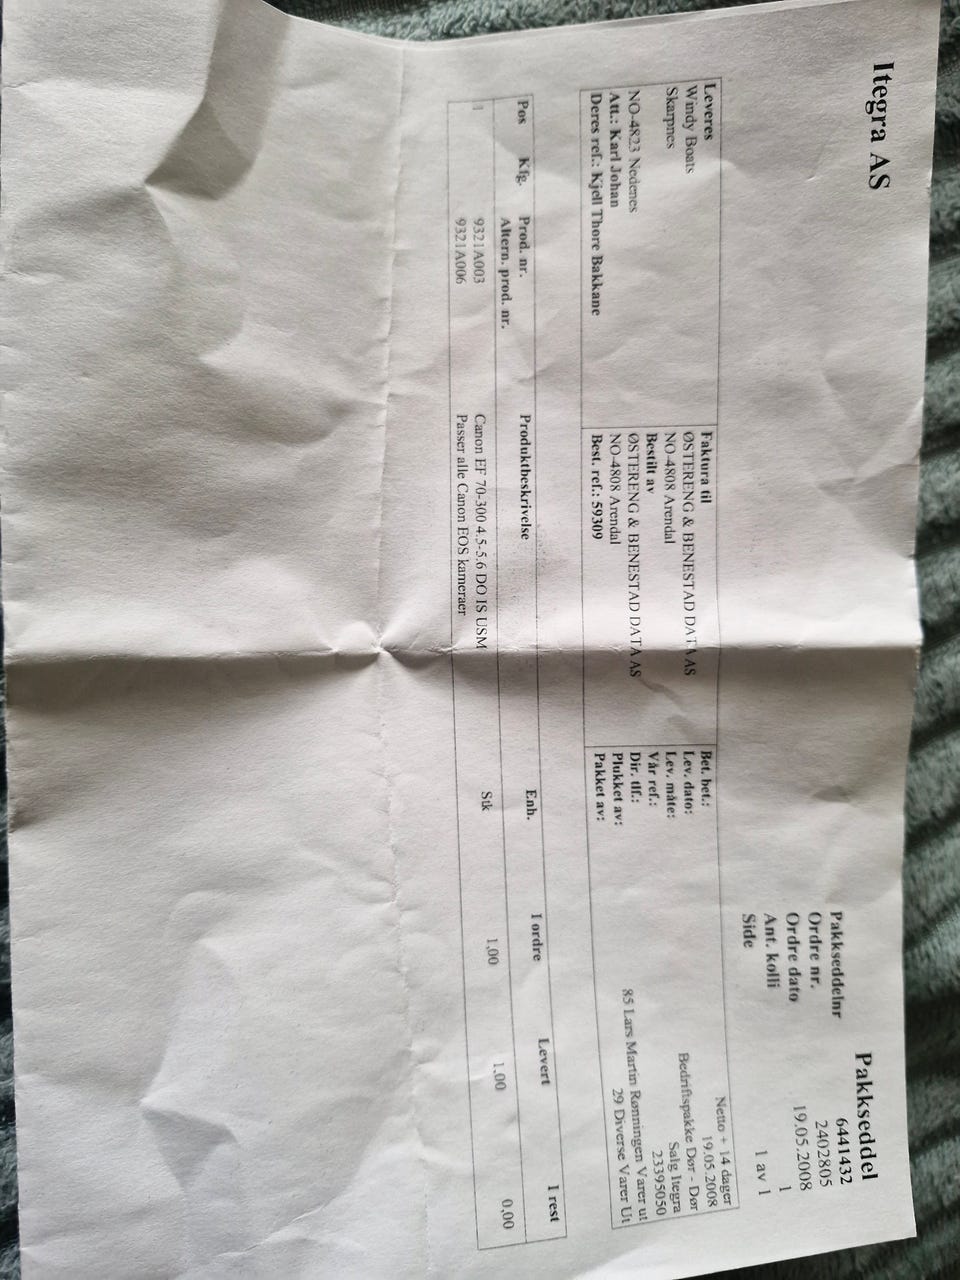 Itegra AS
Pakkseddel
Pakkseddelnr 6441432
Ordre nr. 2402805
Ordre dato 19.05.2008
Ant. kolli 1
Side 1 av 1
Leveres
Windy Boats
Skarpnes
NO-4823 Nedenes
Att.: Karl Johan
Deres ref.: Kjell Thore Bakkane
Faktura til
ØSTERENG & BENESTAD DATA AS
NO-4808 Arendal
Bestilt av
ØSTERENG & BENESTAD DATA AS
NO-4808 Arendal
Best. ref.: 59309
Bet. bet.: Netto + 14 dager
Lev. dato: 19.05.2008
Lev. måte: Bedriftspakke Dør - Dør
Vår ref.: Salg Itegra
Dir. tlf.: 23395050
Plukket av: 85 Lars Martin Rønningen Varer ut
Pakket av: 29 Diverse Varer Ut
Pos Kfg. Prod. nr. Produktbeskrivelse Enh. I ordre Levert I rest
Altern. prod. nr.
1 9321A003 Canon EF 70-300 4.5-5.6 DO IS USM Stk 1,00 1,00 0,00
9321A006 Passer alle Canon EOS kameraer